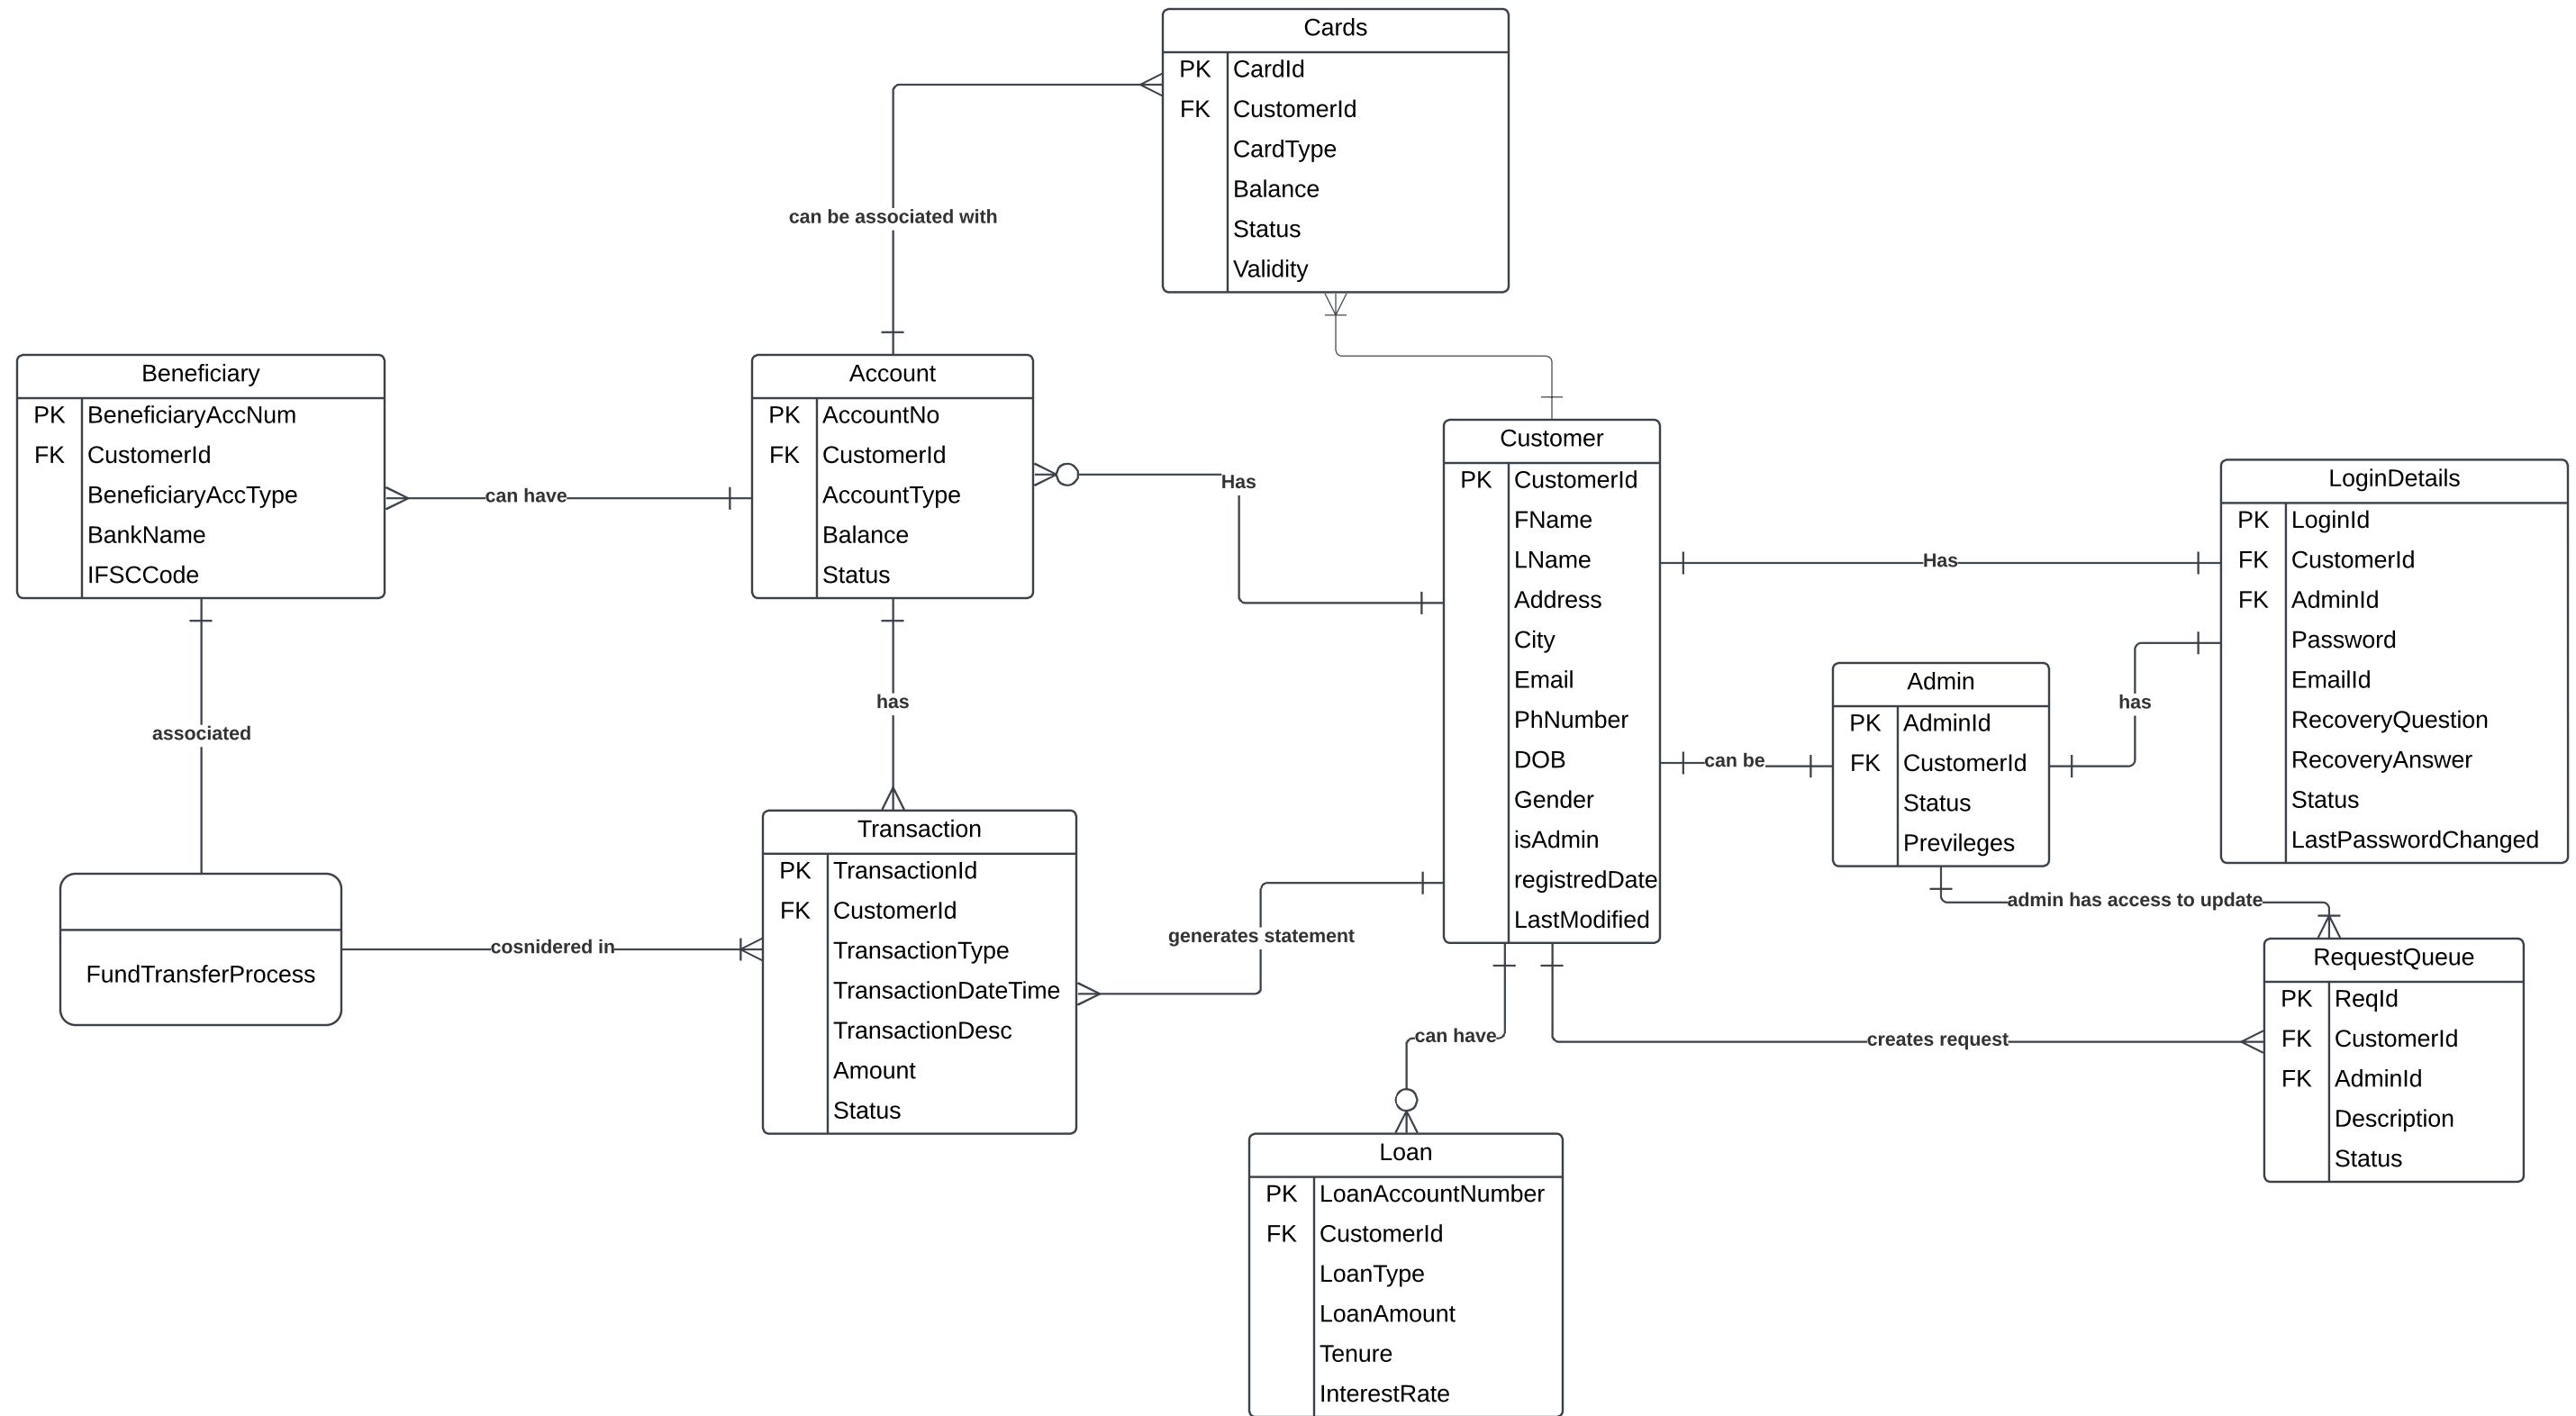 Cards
PK CardId
FK CustomerId
CardType
Balance
Status
Validity
can be associated with
Beneficiary
PK BeneficiaryAccNum
FK CustomerId
BeneficiaryAccType
BankName
IFSCCode
can have
Account
PK AccountNo
FK CustomerId
AccountType
Balance
Status
Has
Customer
PK CustomerId
FName
LName
Address
City
Email
PhNumber
DOB
Gender
isAdmin
registredDate
LastModified
Has
LoginDetails
PK LoginId
FK CustomerId
FK AdminId
Password
EmailId
RecoveryQuestion
RecoveryAnswer
Status
LastPasswordChanged
can be
Admin
PK AdminId
FK CustomerId
Status
Previleges
has
associated
has
FundTransferProcess
cosnidered in
Transaction
PK TransactionId
FK CustomerId
TransactionType
TransactionDateTime
TransactionDesc
Amount
Status
generates statement
admin has access to update
can have
creates request
RequestQueue
PK ReqId
FK CustomerId
FK AdminId
Description
Status
Loan
PK LoanAccountNumber
FK CustomerId
LoanType
LoanAmount
Tenure
InterestRate